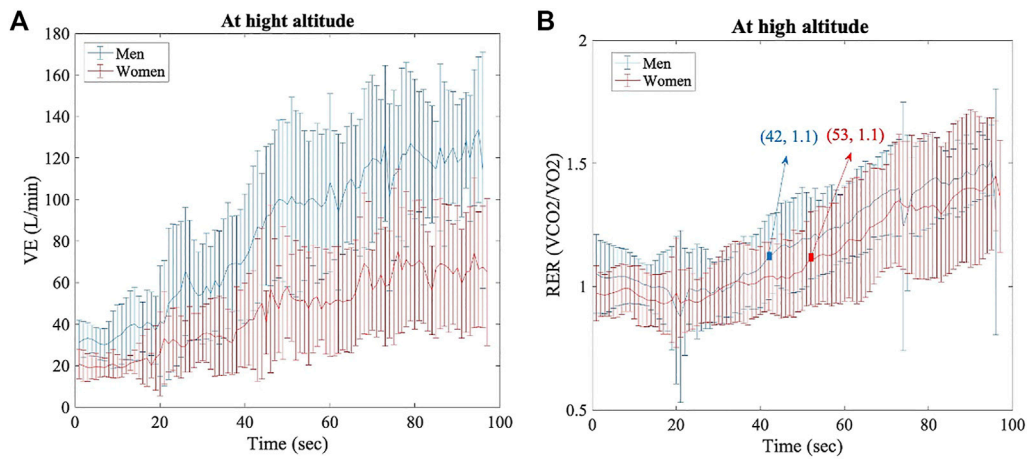 A
At hight altitude
180
160
140
120
100
80
60
40
20
0
VE (L/min)
Men
Women
0 20 40 60 80 100
Time (sec)
B
At high altitude
2
1.5
1
0.5
RER (VCO2/VO2)
Men
Women
(42, 1.1)
(53, 1.1)
0 20 40 60 80 100
Time (sec)